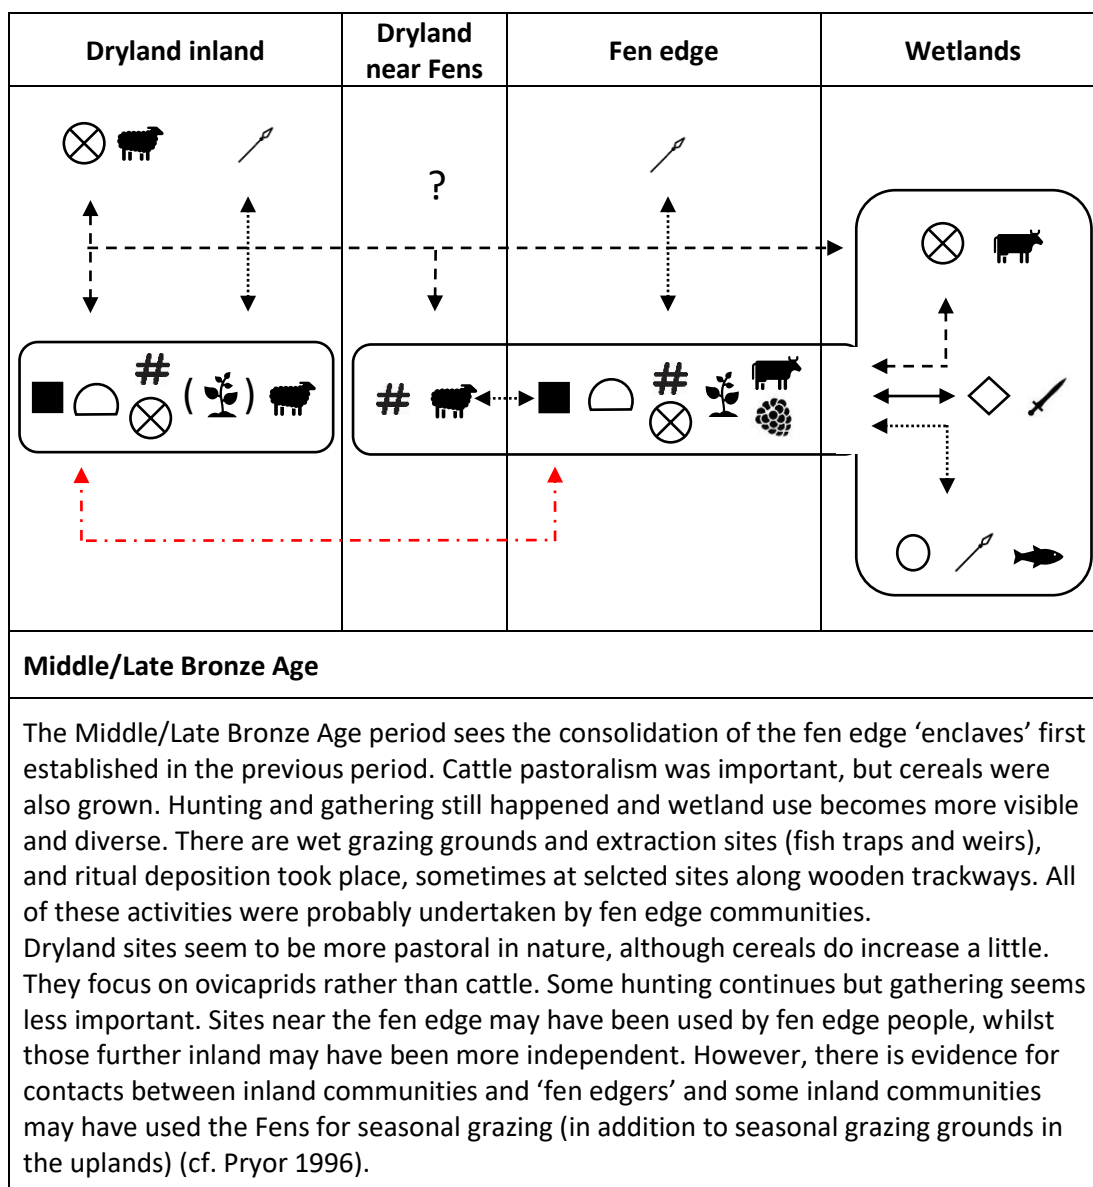 Dryland inland
Dryland
near Fens
Fen edge
Wetlands
?
#
( )
#
#
Middle/Late Bronze Age
The Middle/Late Bronze Age period sees the consolidation of the fen edge ‘enclaves’ first
established in the previous period. Cattle pastoralism was important, but cereals were
also grown. Hunting and gathering still happened and wetland use becomes more visible
and diverse. There are wet grazing grounds and extraction sites (fish traps and weirs),
and ritual deposition took place, sometimes at selcted sites along wooden trackways. All
of these activities were probably undertaken by fen edge communities.
Dryland sites seem to be more pastoral in nature, although cereals do increase a little.
They focus on ovicaprids rather than cattle. Some hunting continues but gathering seems
less important. Sites near the fen edge may have been used by fen edge people, whilst
those further inland may have been more independent. However, there is evidence for
contacts between inland communities and ‘fen edgers’ and some inland communities
may have used the Fens for seasonal grazing (in addition to seasonal grazing grounds in
the uplands) (cf. Pryor 1996).